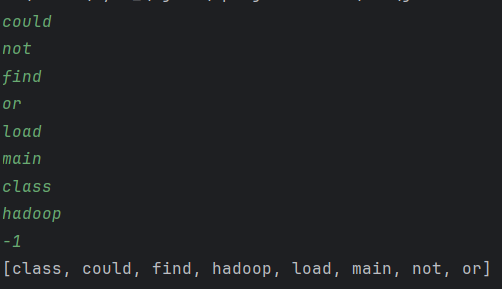 could
not
find
or
load
main
class
hadoop
-1
[class, could, find, hadoop, load, main, not, or]